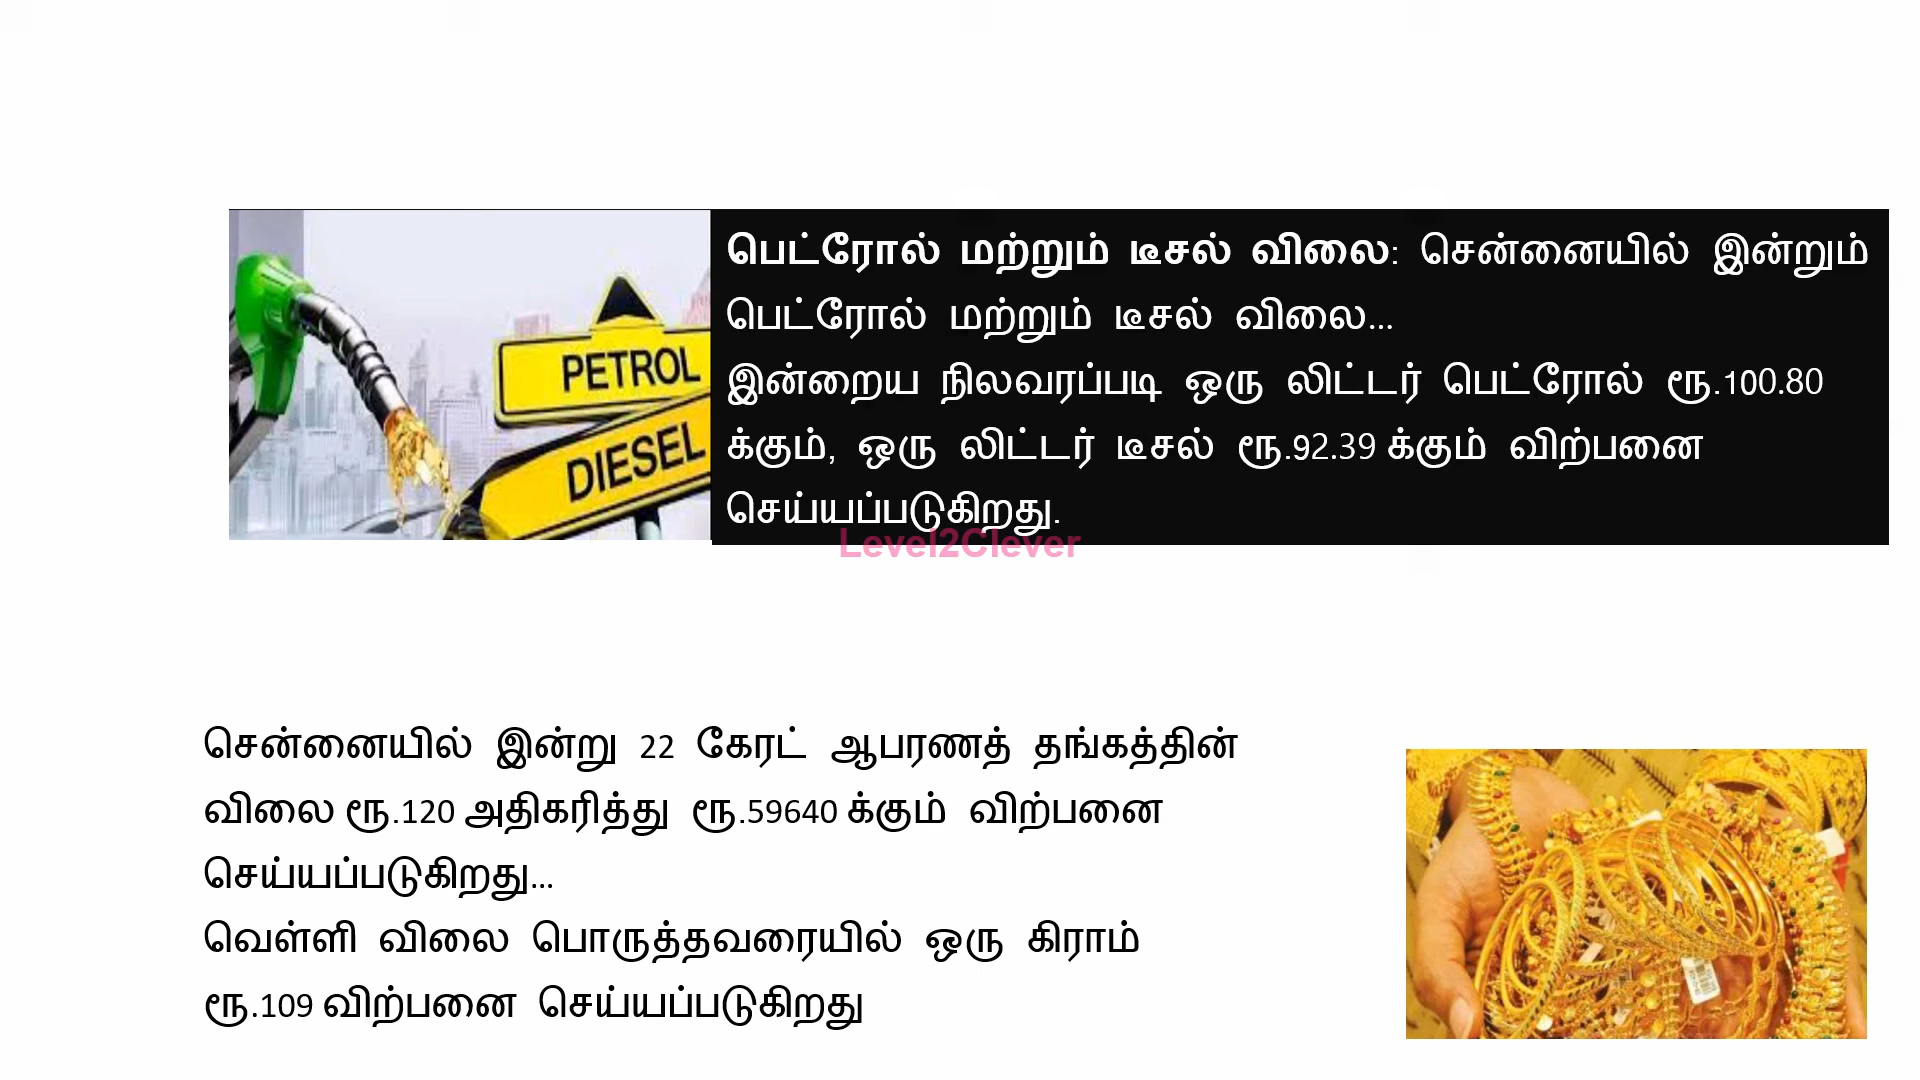 PETROL
DIESEL
பெட்ரோல் மற்றும் டீசல் விலை: சென்னையில் இன்றும்
பெட்ரோல் மற்றும் டீசல் விலை...
இன்றைய நிலவரப்படி ஒரு லிட்டர் பெட்ரோல் ரூ.100.80
க்கும், ஒரு லிட்டர் டீசல் ரூ.92.39 க்கும் விற்பனை
செய்யப்படுகிறது.
Level2Clever
சென்னையில் இன்று 22 கேரட் ஆபரணத் தங்கத்தின்
விலை ரூ.120 அதிகரித்து ரூ.59640 க்கும் விற்பனை
செய்யப்படுகிறது...
வெள்ளி விலை பொருத்தவரையில் ஒரு கிராம்
ரூ.109 விற்பனை செய்யப்படுகிறது